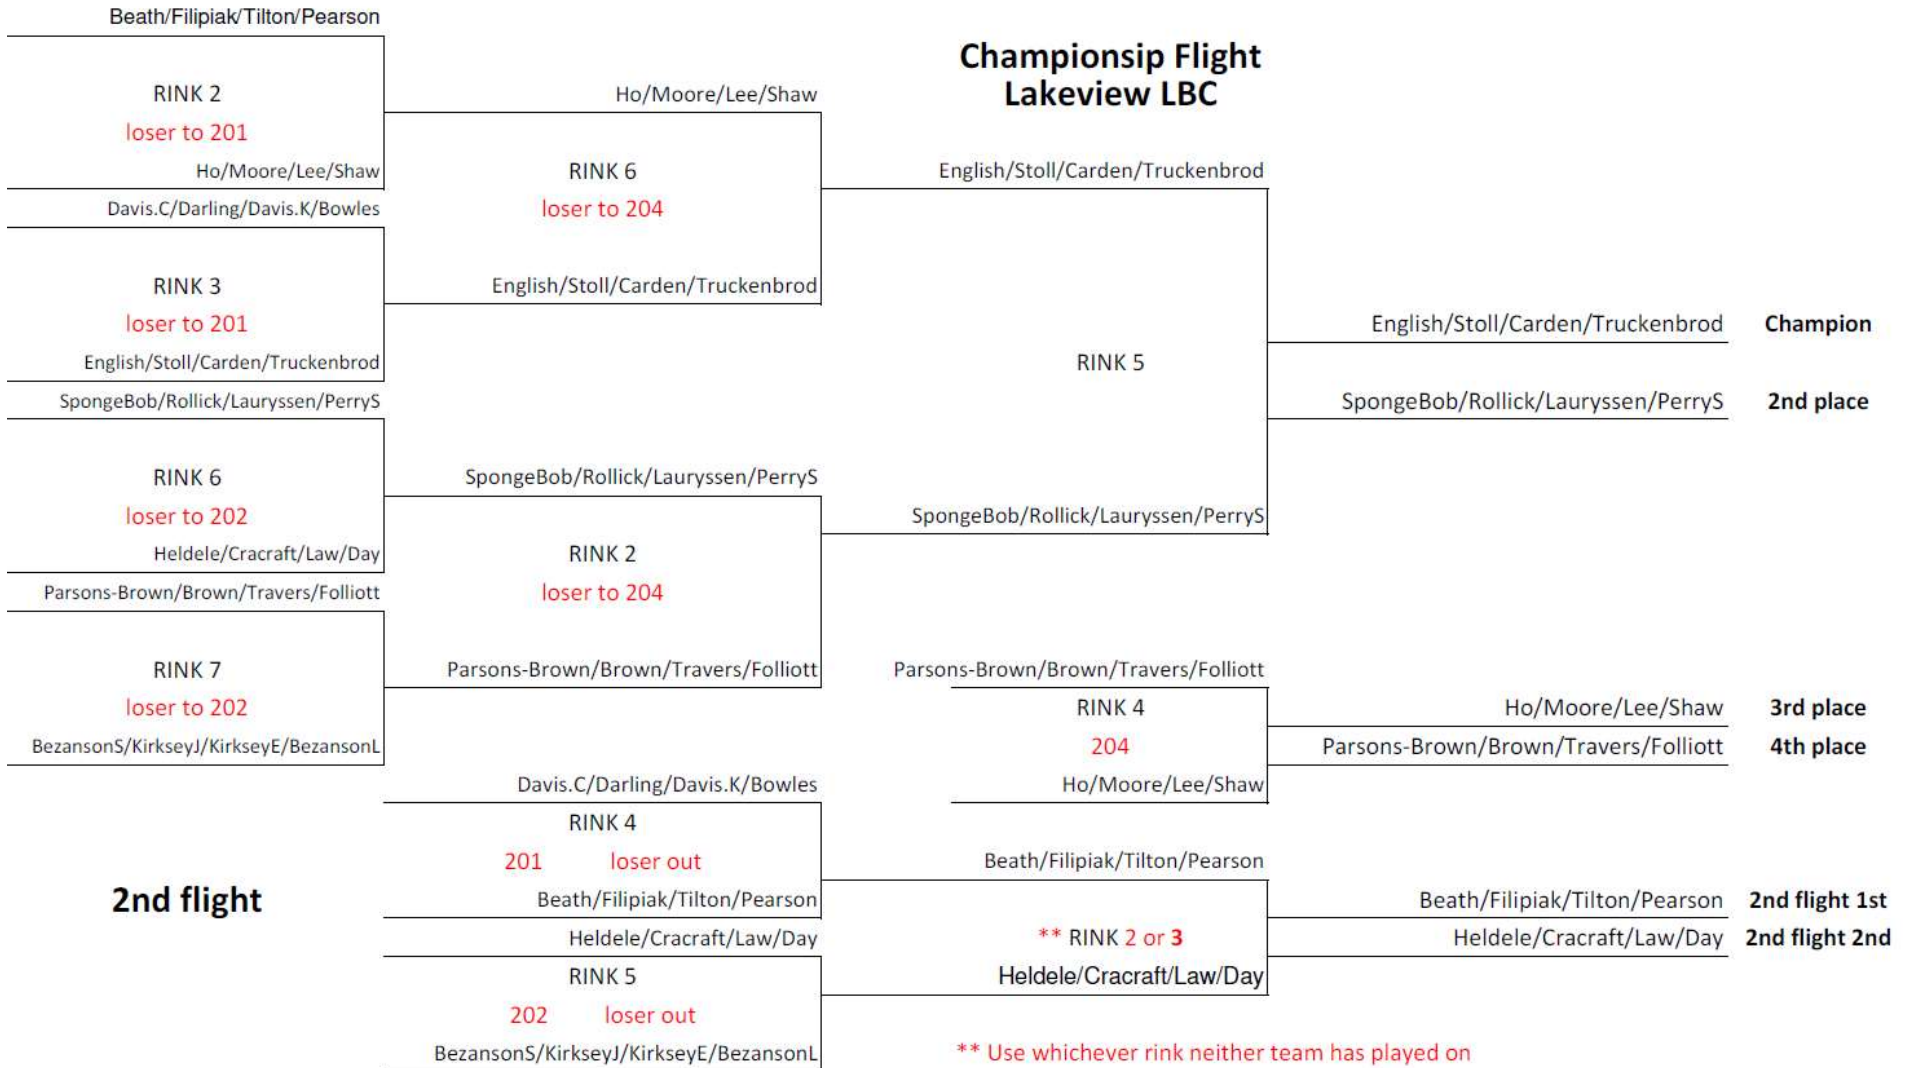 Beath/Filipiak/Tilton/Pearson
Championsip Flight
Lakeview LBC
RINK 2
Ho/Moore/Lee/Shaw
loser to 201
Ho/Moore/Lee/Shaw
RINK 6
English/Stoll/Carden/Truckenbrod
Davis.C/Darling/Davis.K/Bowles
loser to 204
RINK 3
English/Stoll/Carden/Truckenbrod
loser to 201
English/Stoll/Carden/Truckenbrod
Champion
English/Stoll/Carden/Truckenbrod
RINK 5
SpongeBob/Rollick/Lauryssen/PerryS
SpongeBob/Rollick/Lauryssen/PerryS
2nd place
RINK 6
SpongeBob/Rollick/Lauryssen/PerryS
loser to 202
SpongeBob/Rollick/Lauryssen/PerryS
Heldele/Cracraft/Law/Day
RINK 2
Parsons-Brown/Brown/Travers/Folliott
loser to 204
RINK 7
Parsons-Brown/Brown/Travers/Folliott
Parsons-Brown/Brown/Travers/Folliott
loser to 202
RINK 4
Ho/Moore/Lee/Shaw
3rd place
BezansonS/KirkseyJ/KirkseyE/BezansonL
204
Parsons-Brown/Brown/Travers/Folliott
4th place
Davis.C/Darling/Davis.K/Bowles
Ho/Moore/Lee/Shaw
RINK 4
201 loser out
Beath/Filipiak/Tilton/Pearson
2nd flight
Beath/Filipiak/Tilton/Pearson
Beath/Filipiak/Tilton/Pearson
2nd flight 1st
Heldele/Cracraft/Law/Day
** RINK 2 or 3
Heldele/Cracraft/Law/Day
2nd flight 2nd
RINK 5
Heldele/Cracraft/Law/Day
202 loser out
BezansonS/KirkseyJ/KirkseyE/BezansonL
** Use whichever rink neither team has played on